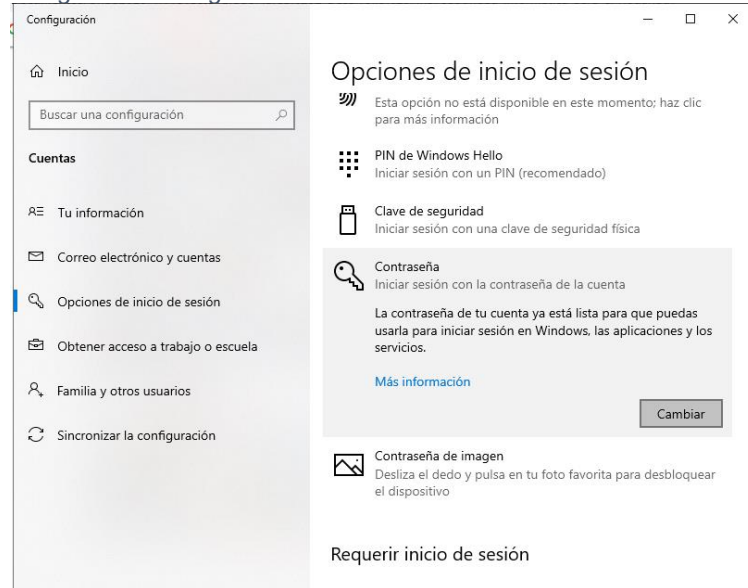 Configuración
Inicio
Buscar una configuración
Cuentas
Tu información
Correo electrónico y cuentas
Opciones de inicio de sesión
Obtener acceso a trabajo o escuela
Familia y otros usuarios
Sincronizar la configuración
Opciones de inicio de sesión
Esta opción no está disponible en este momento; haz clic
para más información
PIN de Windows Hello
Iniciar sesión con un PIN (recomendado)
Clave de seguridad
Iniciar sesión con una clave de seguridad física
Contraseña
Iniciar sesión con la contraseña de la cuenta
La contraseña de tu cuenta ya está lista para que puedas
usarla para iniciar sesión en Windows, las aplicaciones y los
servicios.
Más información
Cambiar
Contraseña de imagen
Desliza el dedo y pulsa en tu foto favorita para desbloquear
el dispositivo
Requerir inicio de sesión